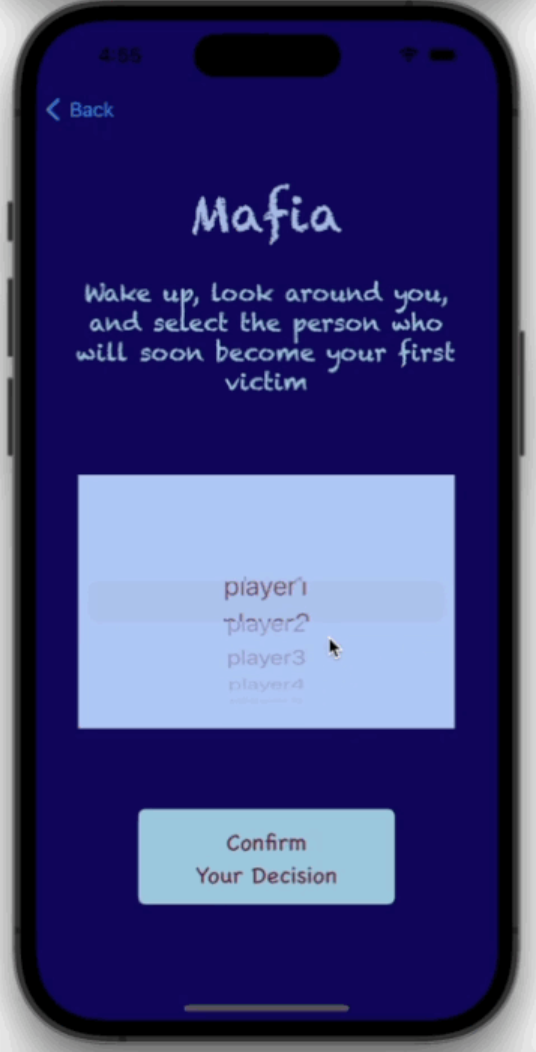 4:55
Back
Mafia
Wake up, look around you,
and select the person who
will soon become your first
victim
player1
player2
player3
player4
Confirm
Your Decision